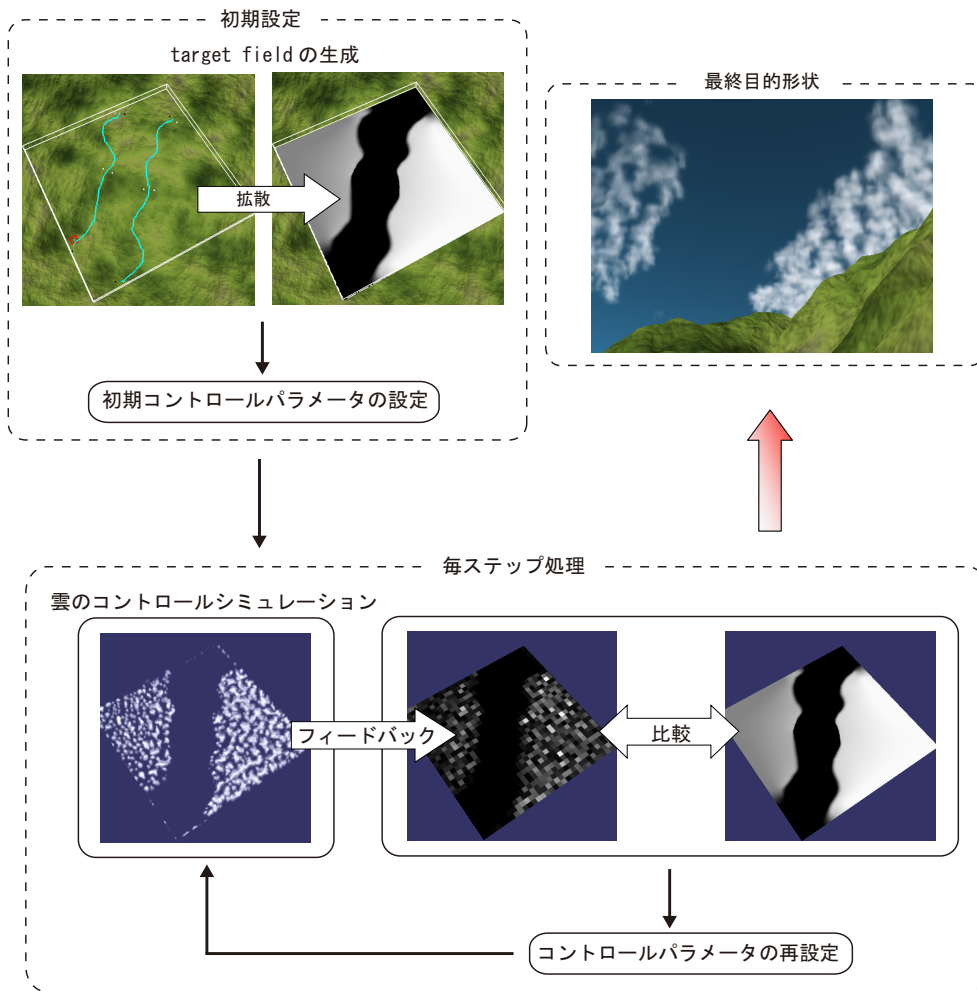 初期設定
target field の生成
拡散
初期コントロールパラメータの設定
最終目的形状
毎ステップ処理
雲のコントロールシミュレーション
フィードバック
比較
コントロールパラメータの再設定